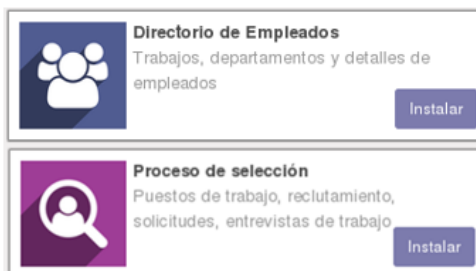 Directorio de Empleados
Trabajos, departamentos y detalles de
empleados
Instalar
Proceso de selección
Puestos de trabajo, reclutamiento,
solicitudes, entrevistas de trabajo
Instalar